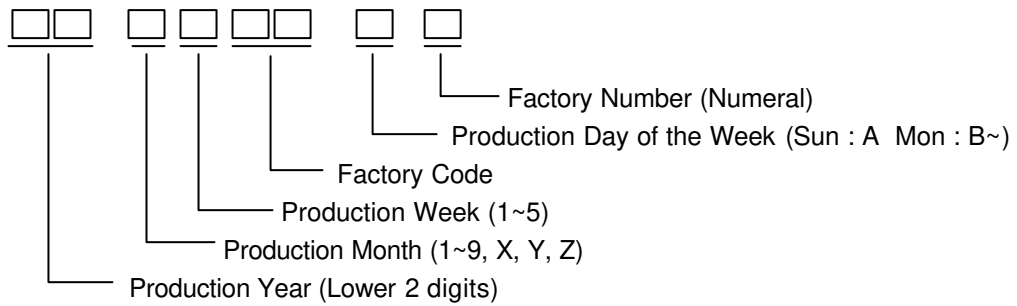 Factory Number (Numeral)
Production Day of the Week (Sun : A  Mon : B~)
Factory Code
Production Week (1~5)
Production Month (1~9, X, Y, Z)
Production Year (Lower 2 digits)